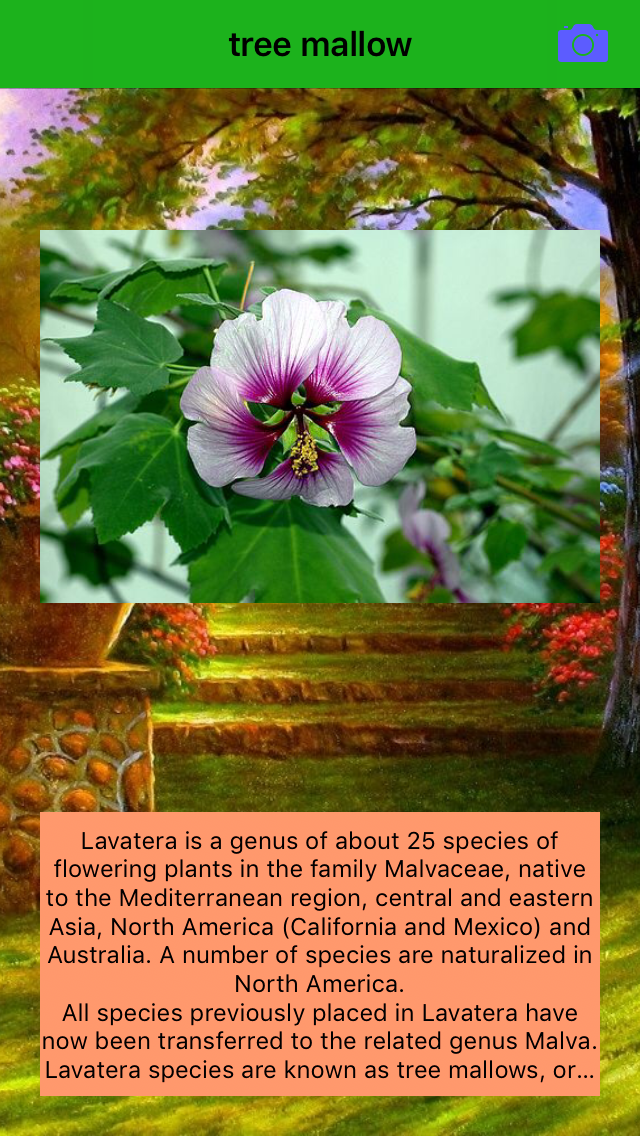 tree mallow
Lavatera is a genus of about 25 species of
flowering plants in the family Malvaceae, native
to the Mediterranean region, central and eastern
Asia, North America (California and Mexico) and
Australia. A number of species are naturalized in
North America.
All species previously placed in Lavatera have
now been transferred to the related genus Malva.
Lavatera species are known as tree mallows, or...